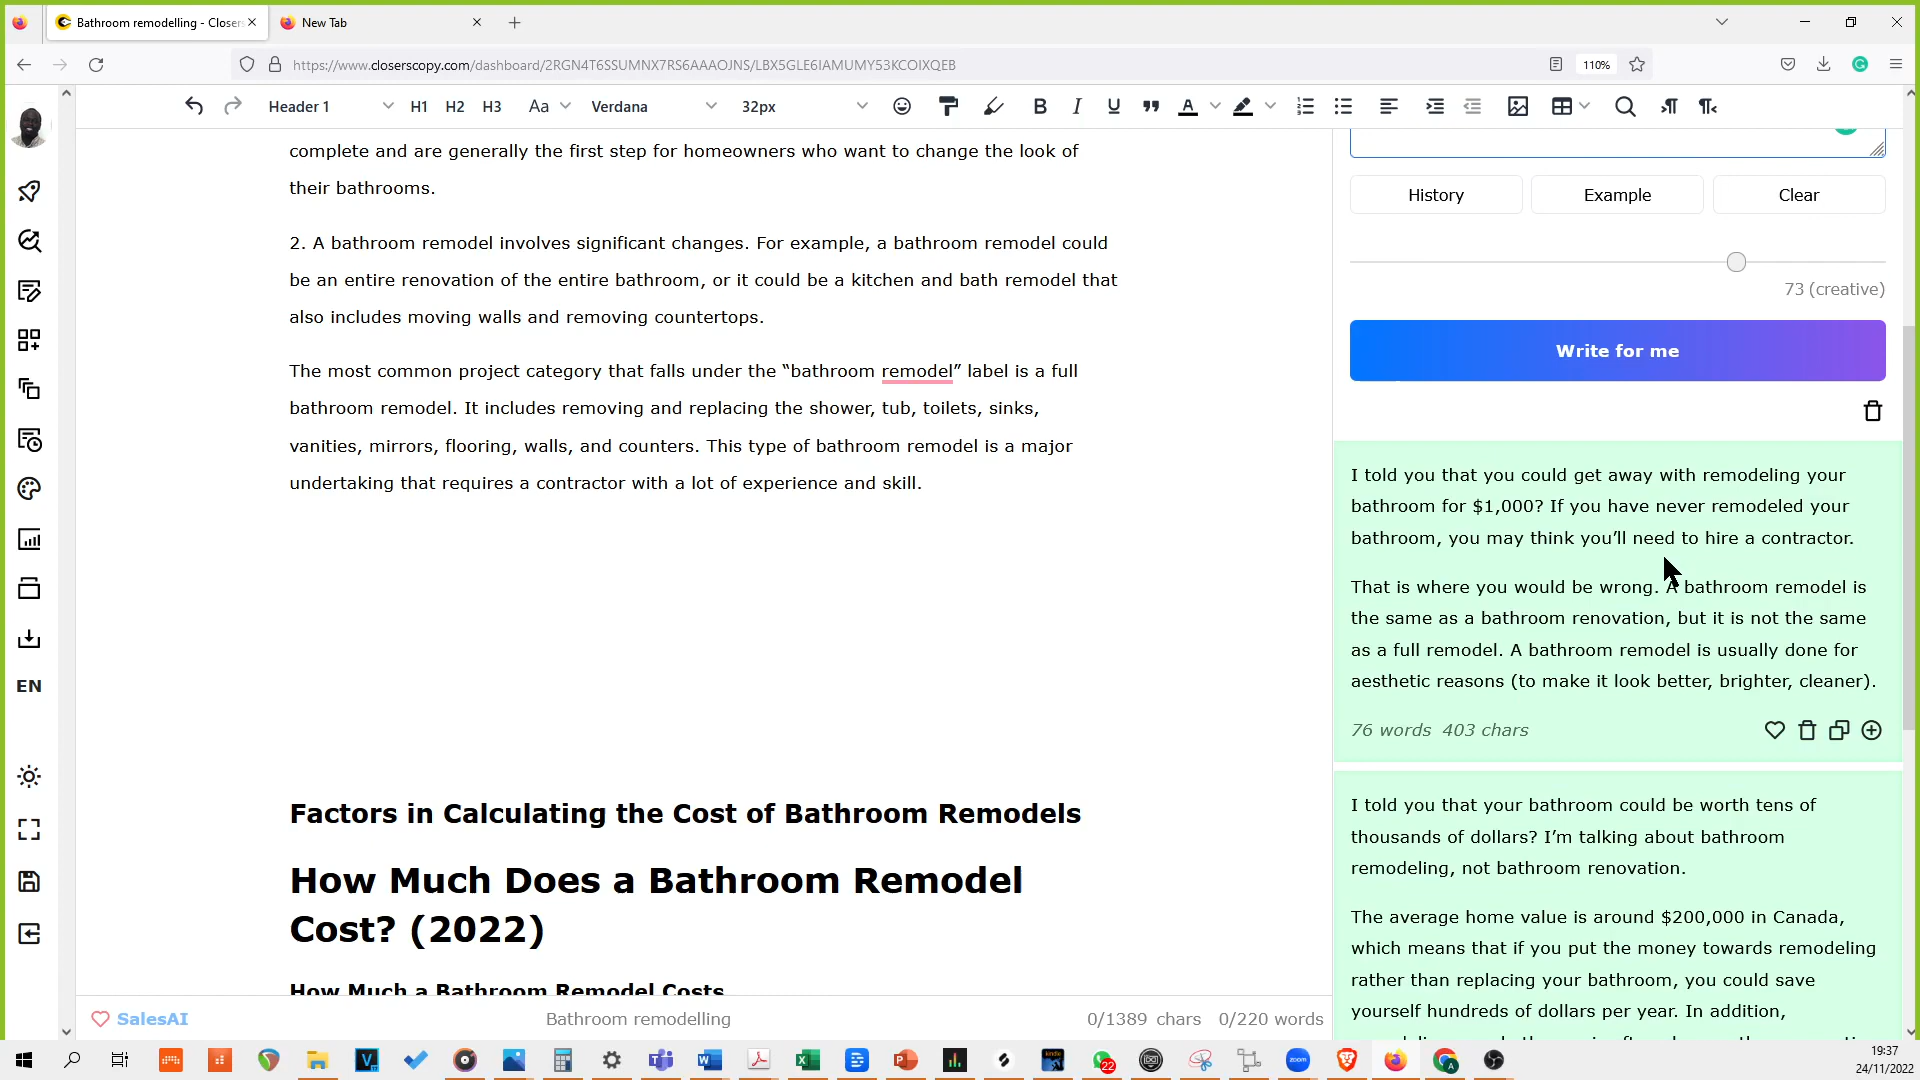 Bathroom remodelling - Closers
New Tab
https://www.closerscopy.com/dashboard/2RGN4T6SSUMNX7RS6AAAOJNS/LBX5GLE6IAMUMY53KCOIXQEB
110%
Header 1
H1 H2 H3
Aa
Verdana
32px
complete and are generally the first step for homeowners who want to change the look of
their bathrooms.
2. A bathroom remodel involves significant changes. For example, a bathroom remodel could
be an entire renovation of the entire bathroom, or it could be a kitchen and bath remodel that
also includes moving walls and removing countertops.
The most common project category that falls under the “bathroom remodel” label is a full
bathroom remodel. It includes removing and replacing the shower, tub, toilets, sinks,
vanities, mirrors, flooring, walls, and counters. This type of bathroom remodel is a major
undertaking that requires a contractor with a lot of experience and skill.
Factors in Calculating the Cost of Bathroom Remodels
How Much Does a Bathroom Remodel
Cost? (2022)
How Much a Bathroom Remodel Costs
EN
SalesAI
Bathroom remodelling
0/1389 chars 0/220 words
History
Example
Clear
73 (creative)
Write for me
I told you that you could get away with remodeling your
bathroom for $1,000? If you have never remodeled your
bathroom, you may think you’ll need to hire a contractor.
That is where you would be wrong. A bathroom remodel is
the same as a bathroom renovation, but it is not the same
as a full remodel. A bathroom remodel is usually done for
aesthetic reasons (to make it look better, brighter, cleaner).
76 words 403 chars
I told you that your bathroom could be worth tens of
thousands of dollars? I’m talking about bathroom
remodeling, not bathroom renovation.
The average home value is around $200,000 in Canada,
which means that if you put the money towards remodeling
rather than replacing your bathroom, you could save
yourself hundreds of dollars per year. In addition,
22
zoom
19:37
24/11/2022